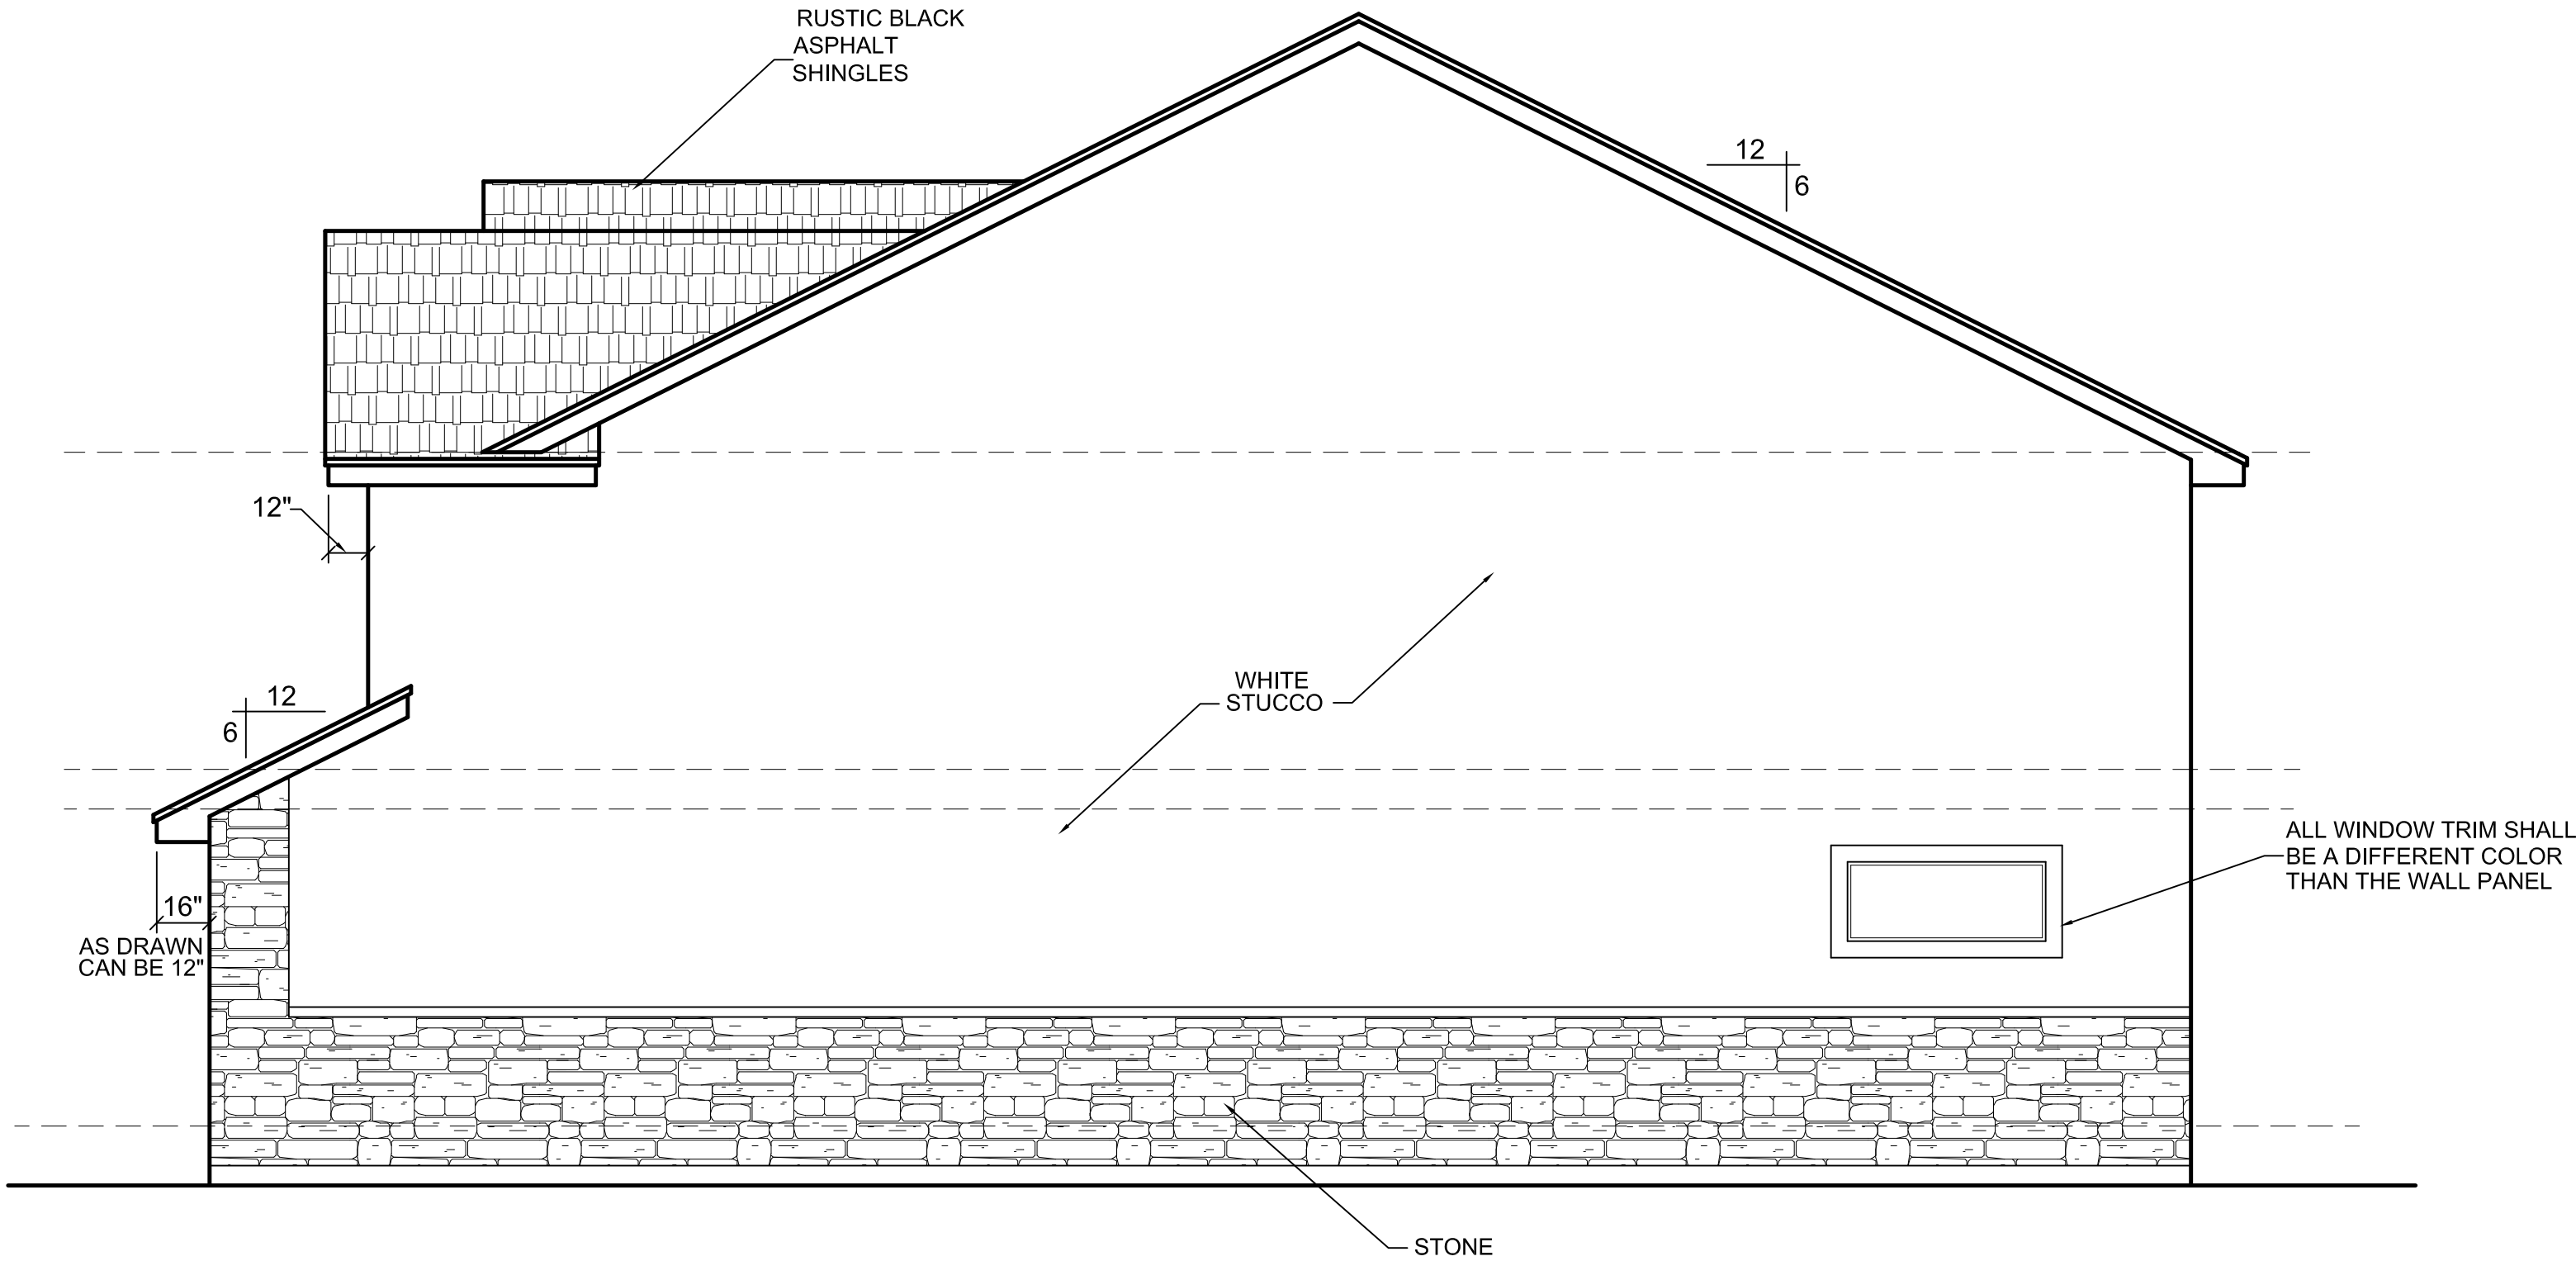 RUSTIC BLACK
ASPHALT
SHINGLES
12
6
12"
12
6
WHITE
STUCCO
16"
AS DRAWN
CAN BE 12"
ALL WINDOW TRIM SHALL
BE A DIFFERENT COLOR
THAN THE WALL PANEL
STONE